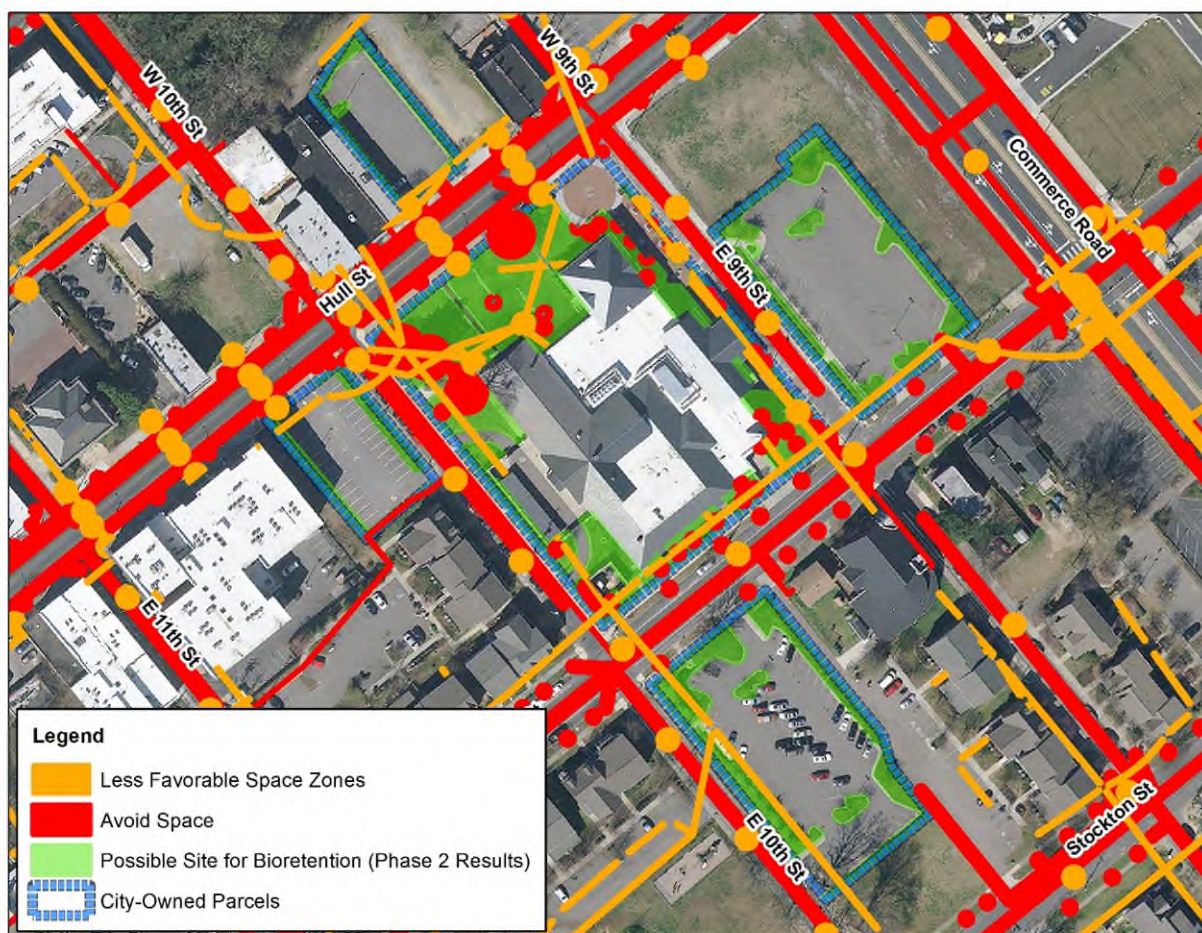 W 10th St
W 9th St
Commerce Road
Hull St
E 9th St
E 11th St
E 10th St
Stockton St
Legend
Less Favorable Space Zones
Avoid Space
Possible Site for Bioretention (Phase 2 Results)
City-Owned Parcels